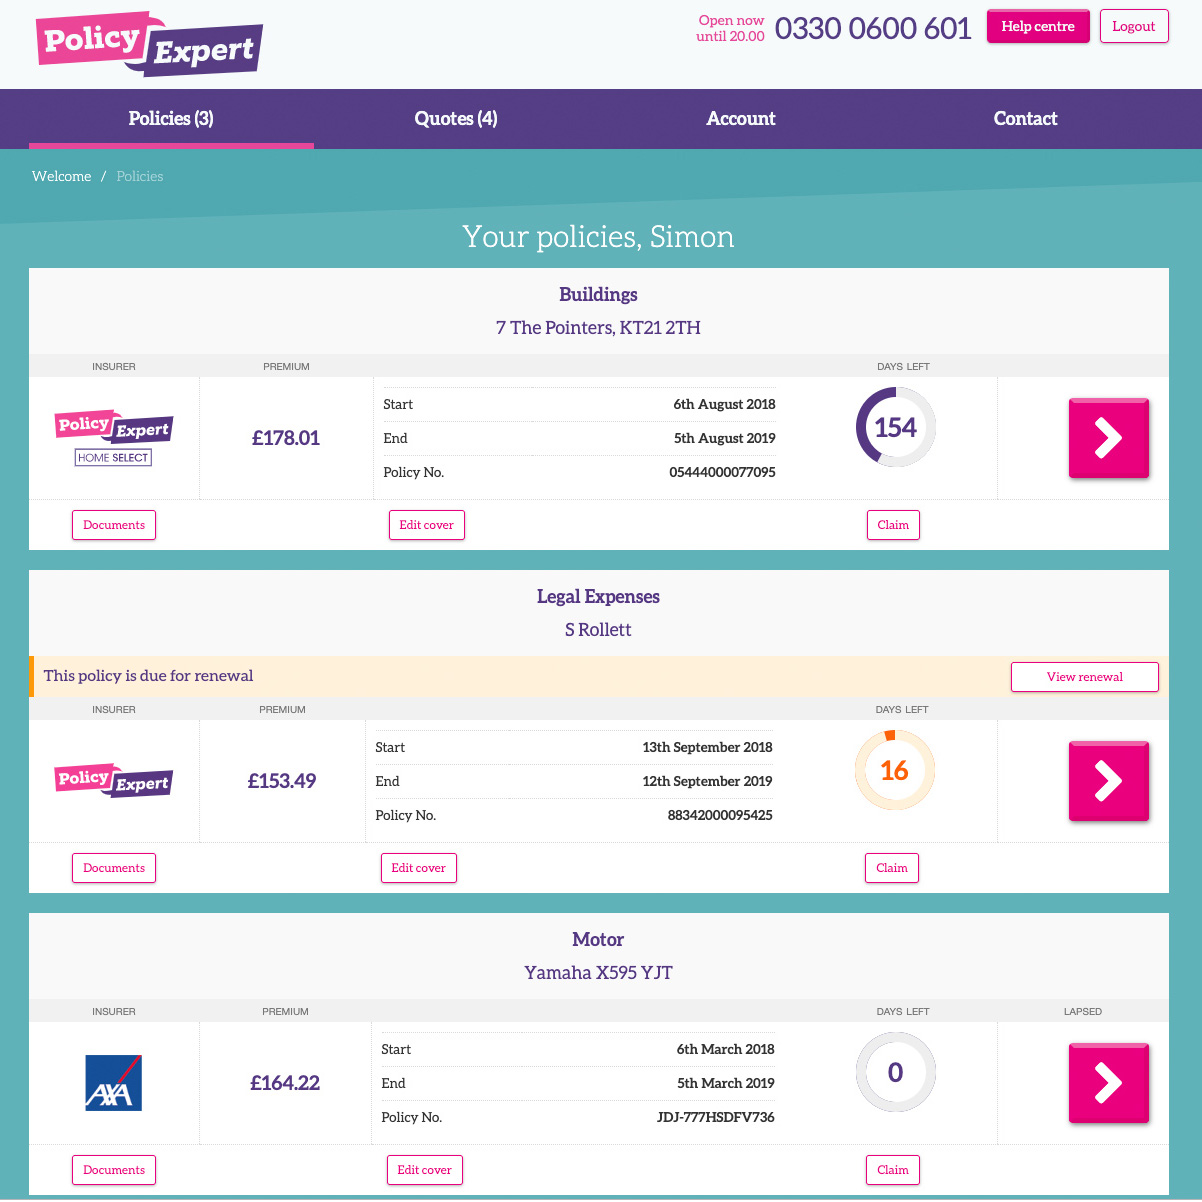 Policy Expert
Open now
until 20.00
0330 0600 601
Help centre
Logout
Policies (3)
Quotes (4)
Account
Contact
Welcome / Policies
Your policies, Simon
Buildings
7 The Pointers, KT21 2TH
INSURER
PREMIUM
DAYS LEFT
Policy Expert
HOME SELECT
£178.01
Start 6th August 2018
End 5th August 2019
Policy No. 05444000077095
154
Documents
Edit cover
Claim
Legal Expenses
S Rollett
This policy is due for renewal
View renewal
INSURER
PREMIUM
DAYS LEFT
Policy Expert
£153.49
Start 13th September 2018
End 12th September 2019
Policy No. 88342000095425
16
Documents
Edit cover
Claim
Motor
Yamaha X595 YJT
INSURER
PREMIUM
DAYS LEFT
LAPSED
AXA
£164.22
Start 6th March 2018
End 5th March 2019
Policy No. JDJ-777HSDFV736
0
Documents
Edit cover
Claim